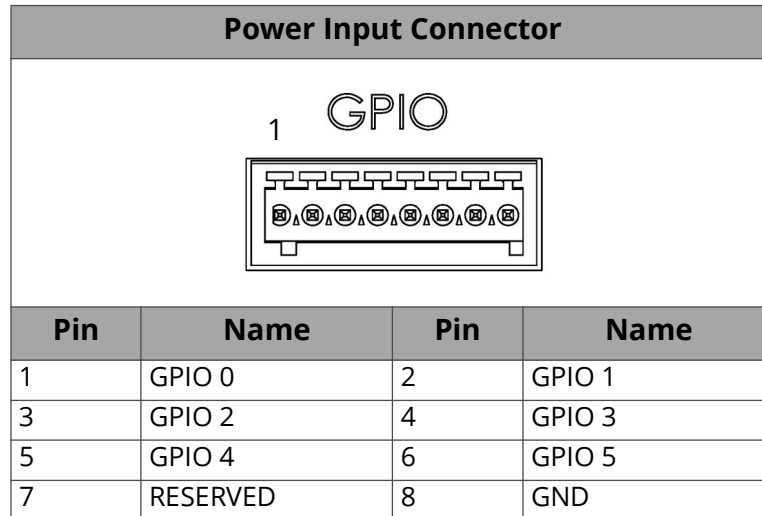 Power Input Connector
GPIO
1
Pin Name Pin Name
1 GPIO 0 2 GPIO 1
3 GPIO 2 4 GPIO 3
5 GPIO 4 6 GPIO 5
7 RESERVED 8 GND